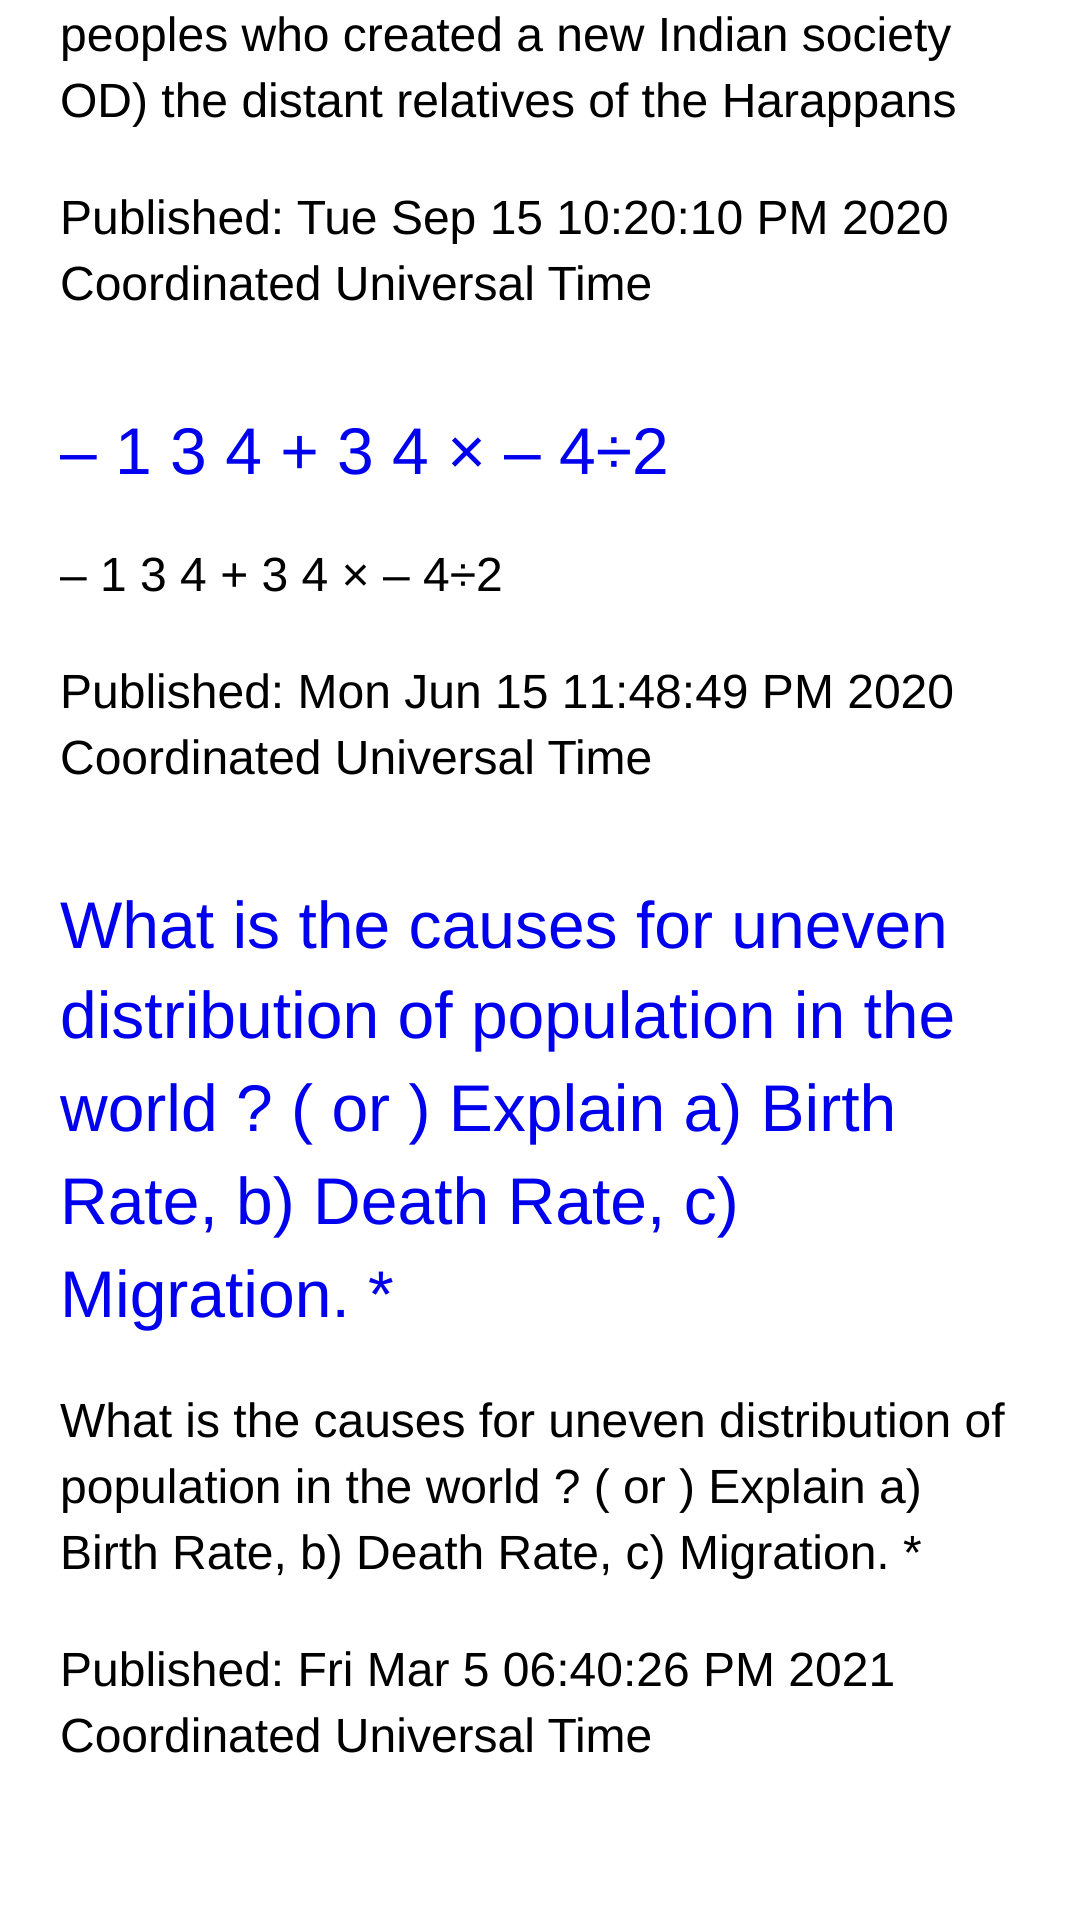 peoples who created a new Indian society
OD) the distant relatives of the Harappans
Published: Tue Sep 15 10:20:10 PM 2020
Coordinated Universal Time
– 1 3 4 + 3 4 × – 4÷2
– 1 3 4 + 3 4 × – 4÷2
Published: Mon Jun 15 11:48:49 PM 2020
Coordinated Universal Time
What is the causes for uneven
distribution of population in the
world ? ( or ) Explain a) Birth
Rate, b) Death Rate, c)
Migration. *
What is the causes for uneven distribution of
population in the world ? ( or ) Explain a)
Birth Rate, b) Death Rate, c) Migration. *
Published: Fri Mar 5 06:40:26 PM 2021
Coordinated Universal Time